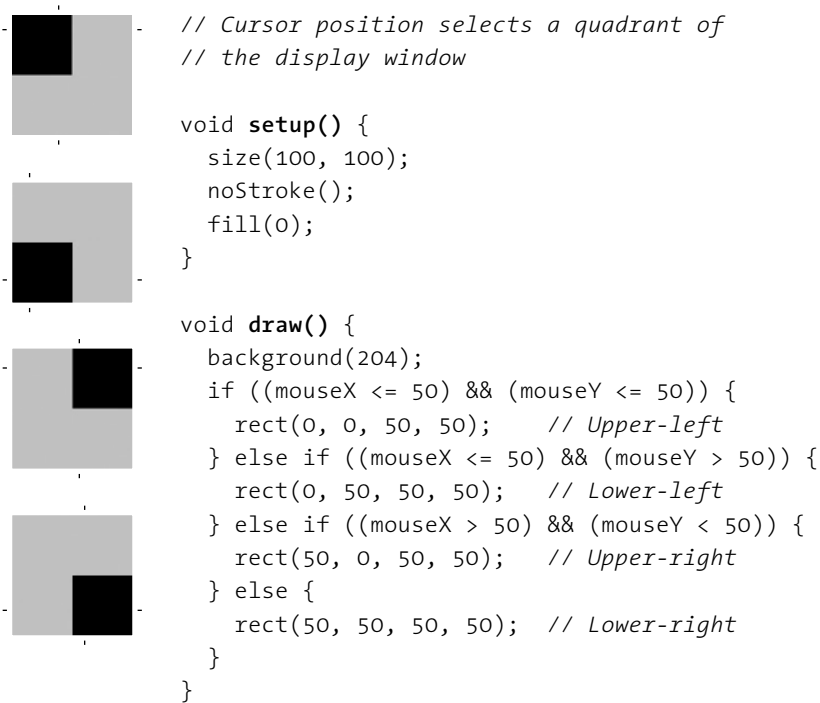 // Cursor position selects a quadrant of
// the display window
void setup() {
size(100, 100);
noStroke();
fill(0);
}
void draw() {
background(204);
if ((mouseX <= 50) && (mouseY <= 50)) {
rect(0, 0, 50, 50); // Upper-left
} else if ((mouseX <= 50) && (mouseY > 50)) {
rect(0, 50, 50, 50); // Lower-left
} else if ((mouseX > 50) && (mouseY < 50)) {
rect(50, 0, 50, 50); // Upper-right
} else {
rect(50, 50, 50, 50); // Lower-right
}
}